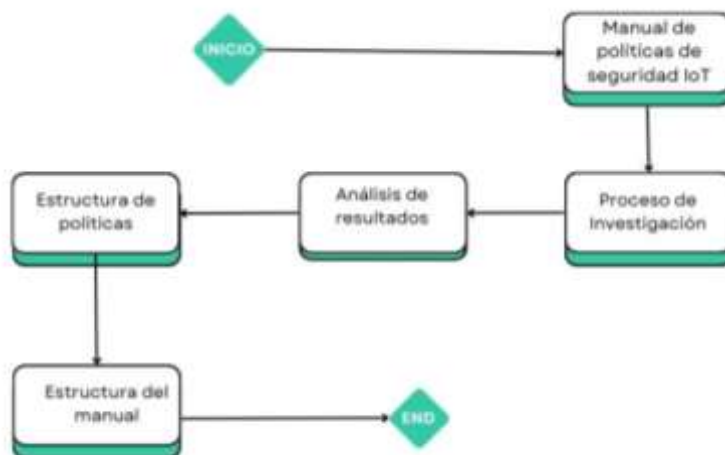 INICIO
Manual de
políticas de
seguridad IoT
Proceso de
Investigación
Análisis de
resultados
Estructura de
políticas
Estructura del
manual
END